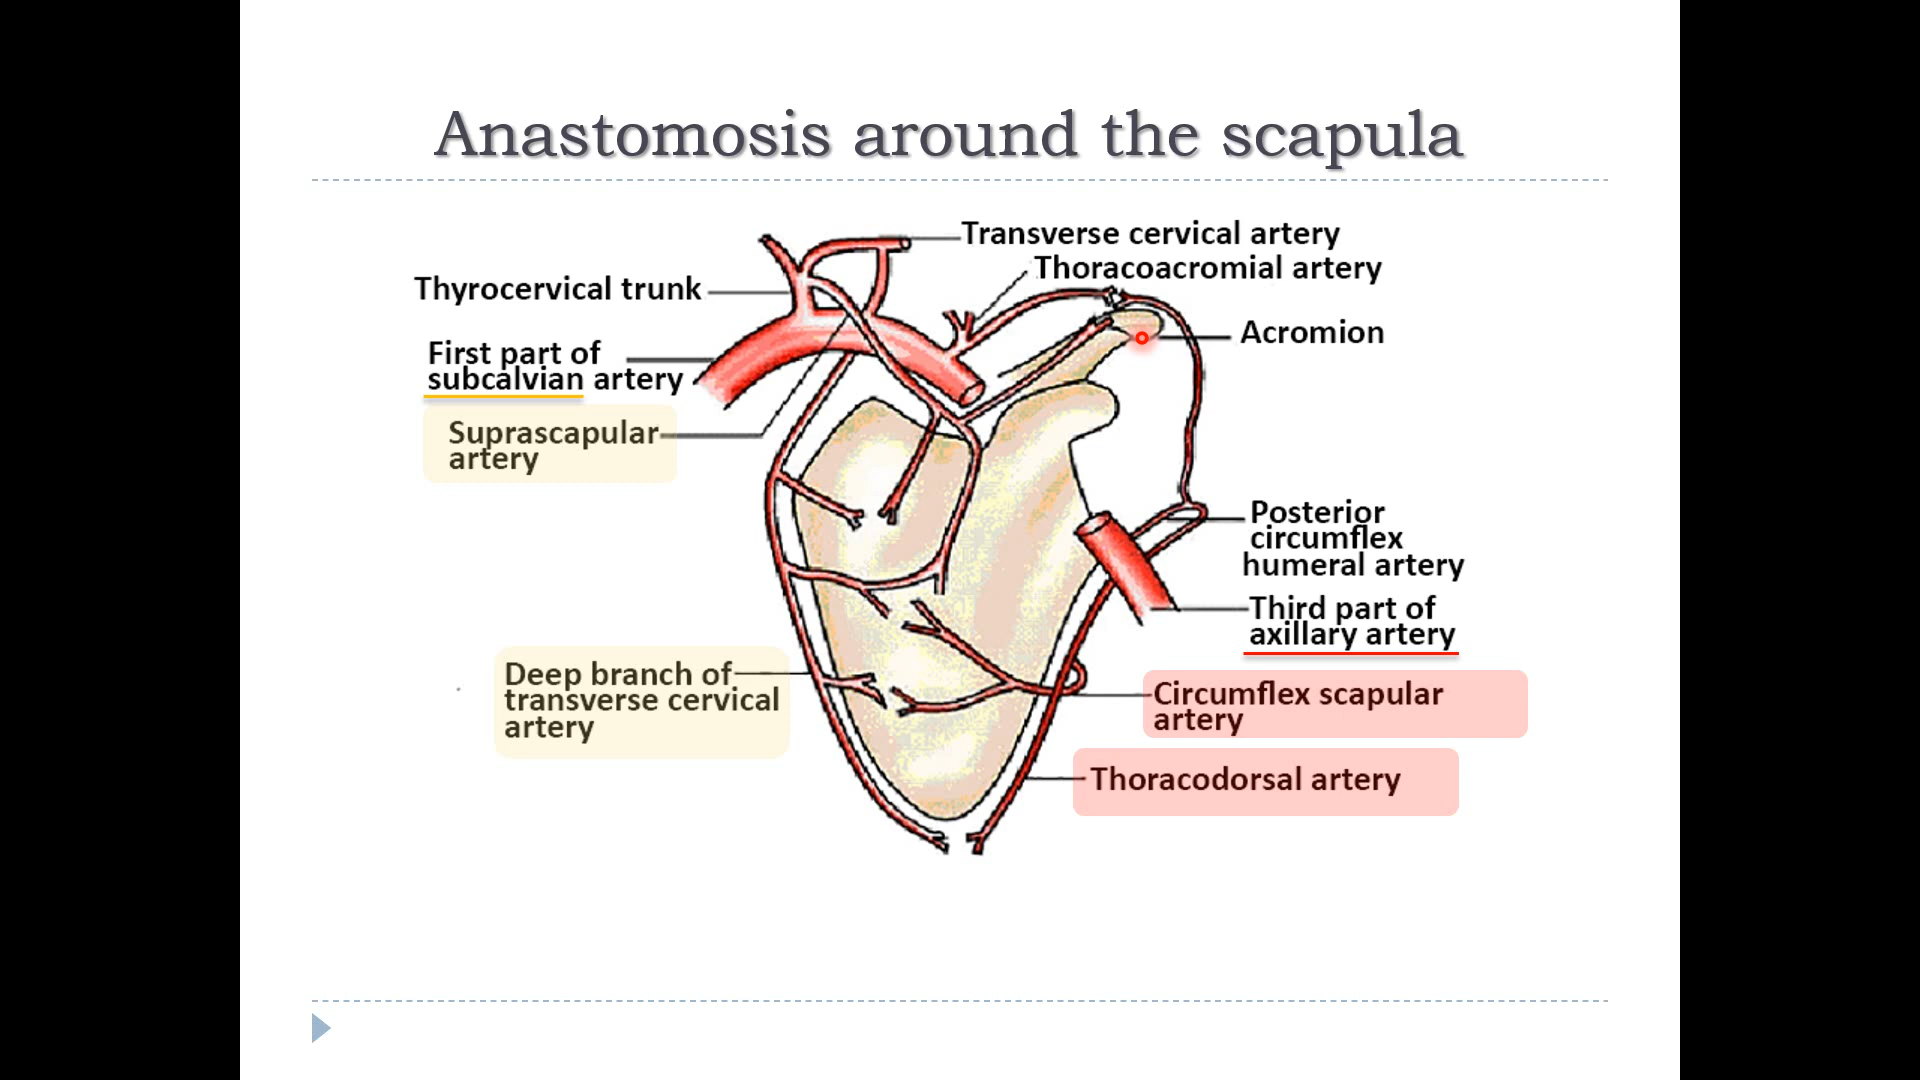 Anastomosis around the scapula
Transverse cervical artery
Thoracoacromial artery
Thyrocervical trunk
Acromion
First part of
subcalvian artery
Suprascapular
artery
Posterior
circumflex
humeral artery
Third part of
axillary artery
Deep branch of
transverse cervical
artery
Circumflex scapular
artery
Thoracodorsal artery